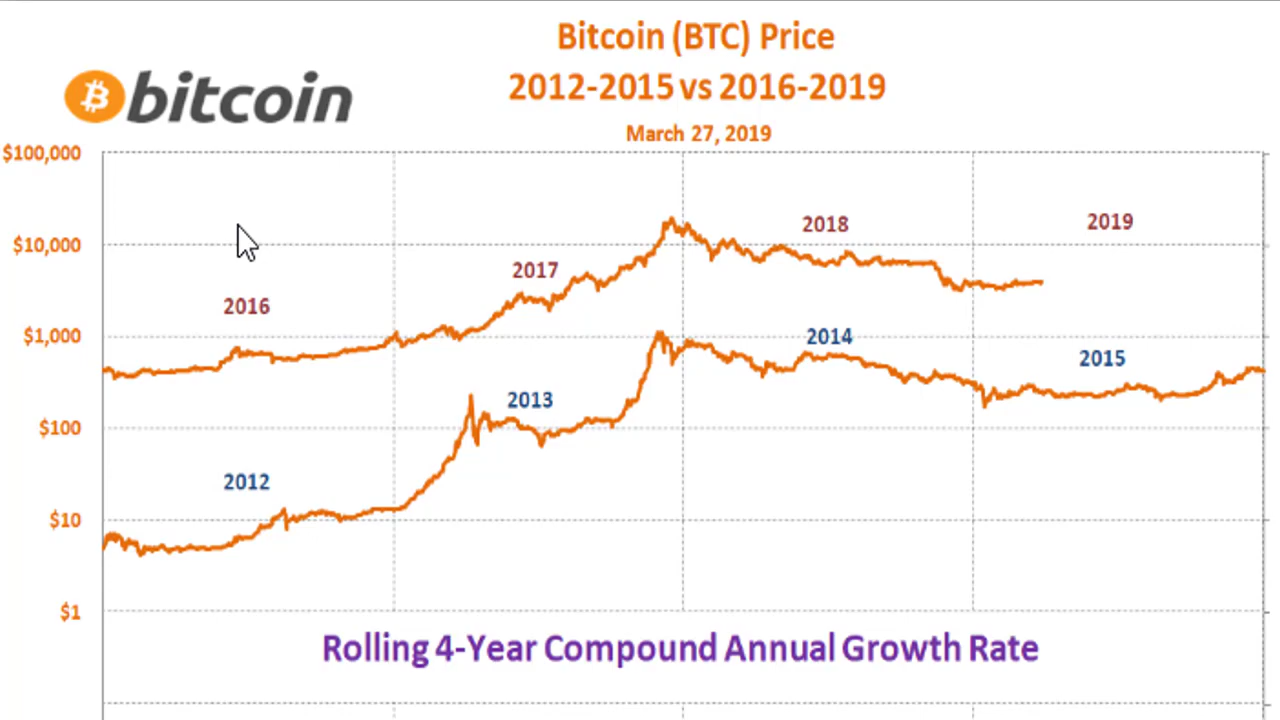 Bitcoin (BTC) Price
2012-2015 vs 2016-2019
March 27, 2019
bitcoin
$100,000
$10,000
$1,000
$100
$10
$1
2016
2017
2018
2019
2012
2013
2014
2015
Rolling 4-Year Compound Annual Growth Rate